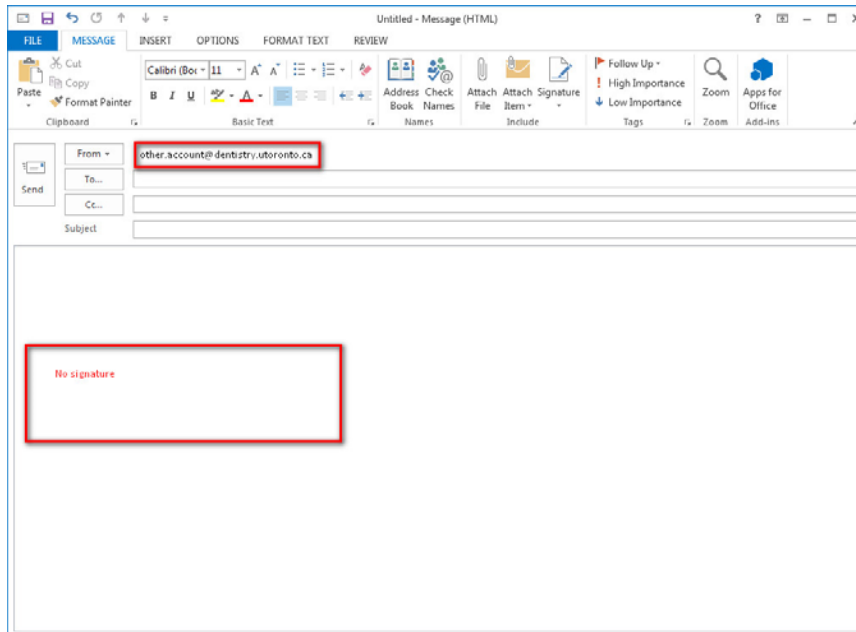 Untitled - Message (HTML)
FILE MESSAGE INSERT OPTIONS FORMAT TEXT REVIEW
Paste
Cut
Copy
Format Painter
Clipboard
Calibri (Boc 11
B I U
Basic Text
Address Book
Check Names
Names
Attach File
Attach Item
Signature
Include
Follow Up
High Importance
Low Importance
Tags
Zoom
Zoom
Apps for Office
Add-ins
Send
From
other.account@dentistry.utoronto.ca
To...
Cc...
Subject
No signature